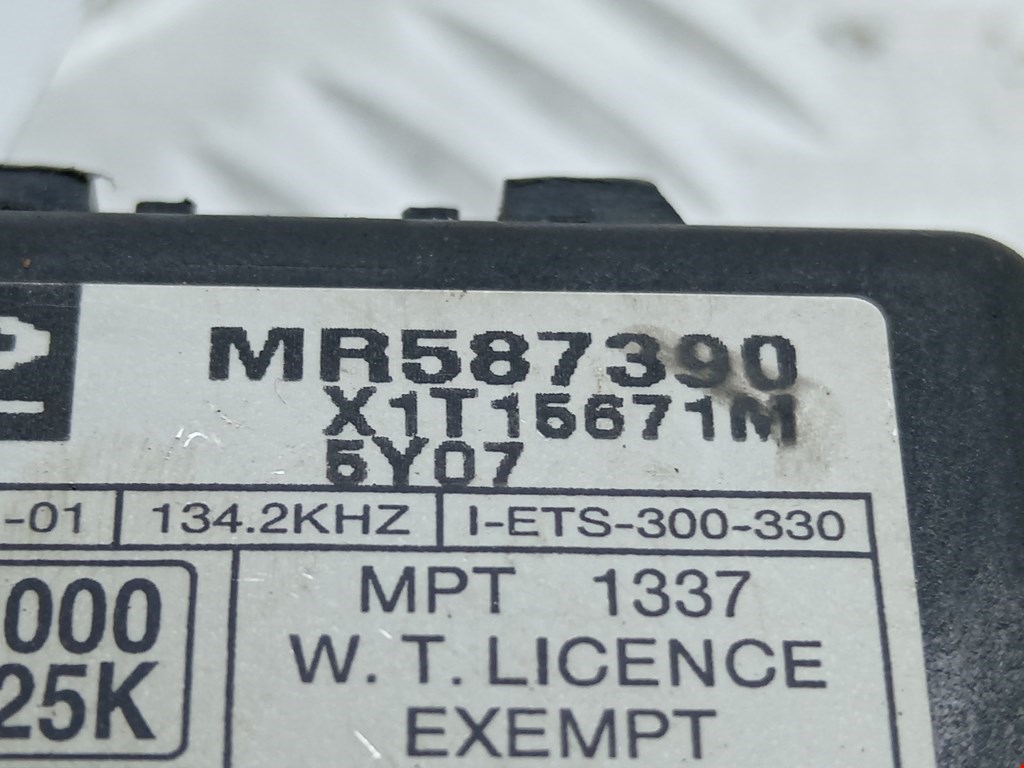 MR587390
X1T15671M
5Y07
-01 134.2KHZ I-ETS-300-330
000
25K
MPT 1337
W. T. LICENCE
EXEMPT